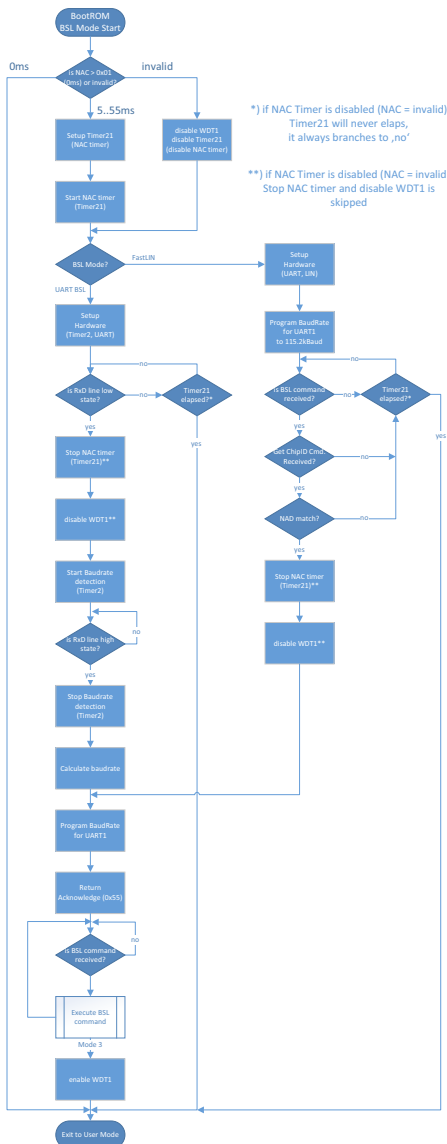 BootROM
BSL Mode Start
0ms
is NAC > 0x01
(0ms) or invalid?
invalid
5..55ms
Setup Timer21
(NAC timer)
disable WDT1
disable Timer21
(disable NAC timer)
*) if NAC Timer is disabled (NAC = invalid)
Timer21 will never elaps,
it always branches to ‚no‘
**) if NAC Timer is disabled (NAC = invalid
Stop NAC timer and disable WDT1 is
skipped
Start NAC timer
(Timer21)
BSL Mode?
FastLIN
UART BSL
Setup
Hardware
(UART, LIN)
Setup
Hardware
(Timer2, UART)
Program BaudRate
for UART1
to 115.2kBaud
no
no
is RxD line low
state?
no
Timer21
elapsed?*
is BSL command
received?
no
Timer21
elapsed?*
yes
yes
yes
yes
Stop NAC timer
(Timer21)**
Get ChipID Cmd.
Received?
no
yes
disable WDT1**
NAD match?
no
yes
Start Baudrate
detection
(Timer2)
Stop NAC timer
(Timer21)**
is RxD line high
state?
no
disable WDT1**
yes
Stop Baudrate
detection
(Timer2)
Calculate baudrate
Program BaudRate
for UART1
Return
Acknowledge (0x55)
no
is BSL command
received?
Execute BSL
command
Mode 3
enable WDT1
Exit to User Mode